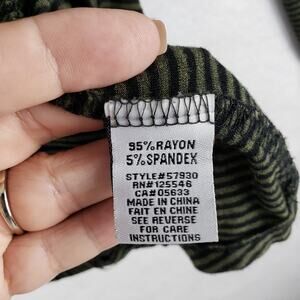 95% RAYON
5% SPANDEX
STYLE#57930
RN#125546
CA#05633
MADE IN CHINA
FAIT EN CHINE
SEE REVERSE
FOR CARE
INSTRUCTIONS